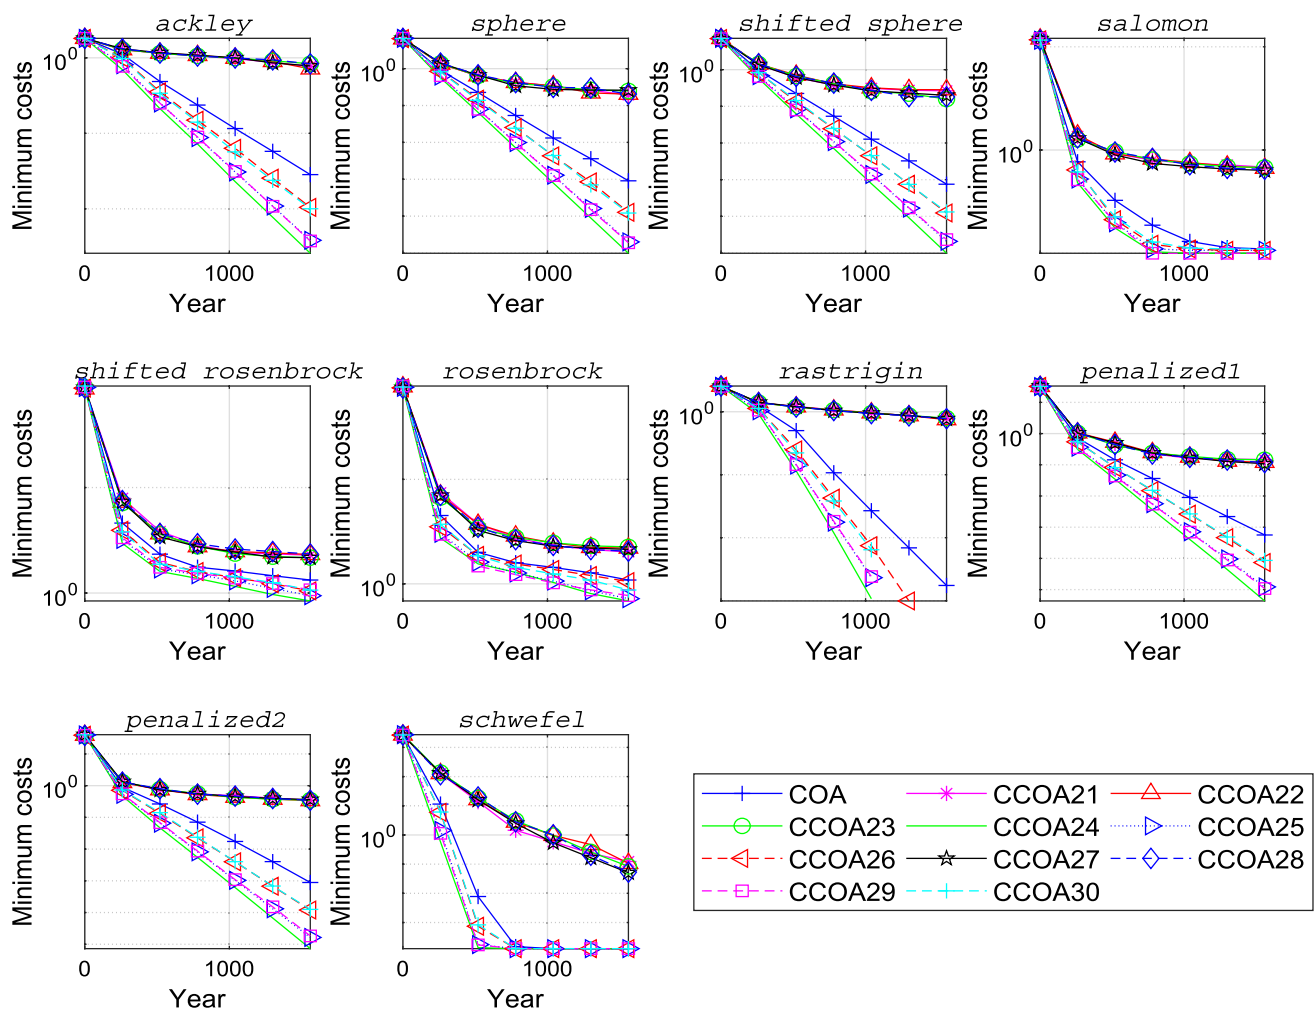 ackley
sphere
shifted sphere
salomon
Minimum costs
10^0
0
1000
Year
Minimum costs
10^0
0
1000
Year
Minimum costs
10^0
0
1000
Year
Minimum costs
10^0
0
1000
Year
shifted rosenbrock
rosenbrock
rastrigin
penalized1
Minimum costs
10^0
0
1000
Year
Minimum costs
10^0
0
1000
Year
Minimum costs
10^0
0
1000
Year
Minimum costs
10^0
0
1000
Year
penalized2
schwefel
Minimum costs
10^0
0
1000
Year
Minimum costs
10^0
0
1000
Year
COA CCOA21 CCOA22
CCOA23 CCOA24 CCOA25
CCOA26 CCOA27 CCOA28
CCOA29 CCOA30